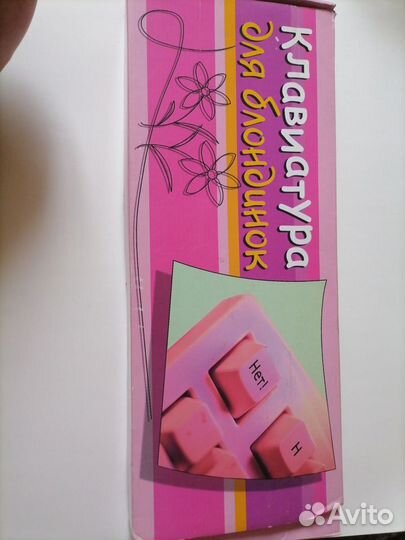 Клавиатура
для блондинок
Нет!
Н
Avito